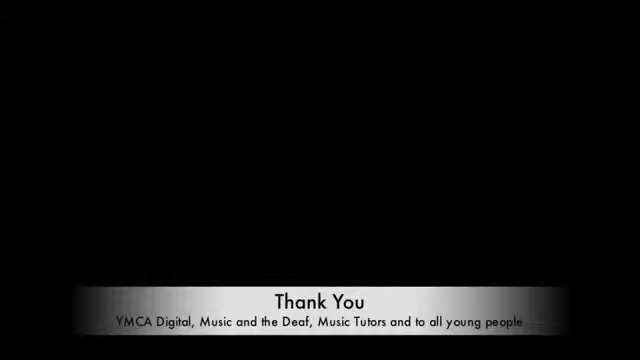 Thank You
YMCA Digital, Music and the Deaf, Music Tutors and to all young people